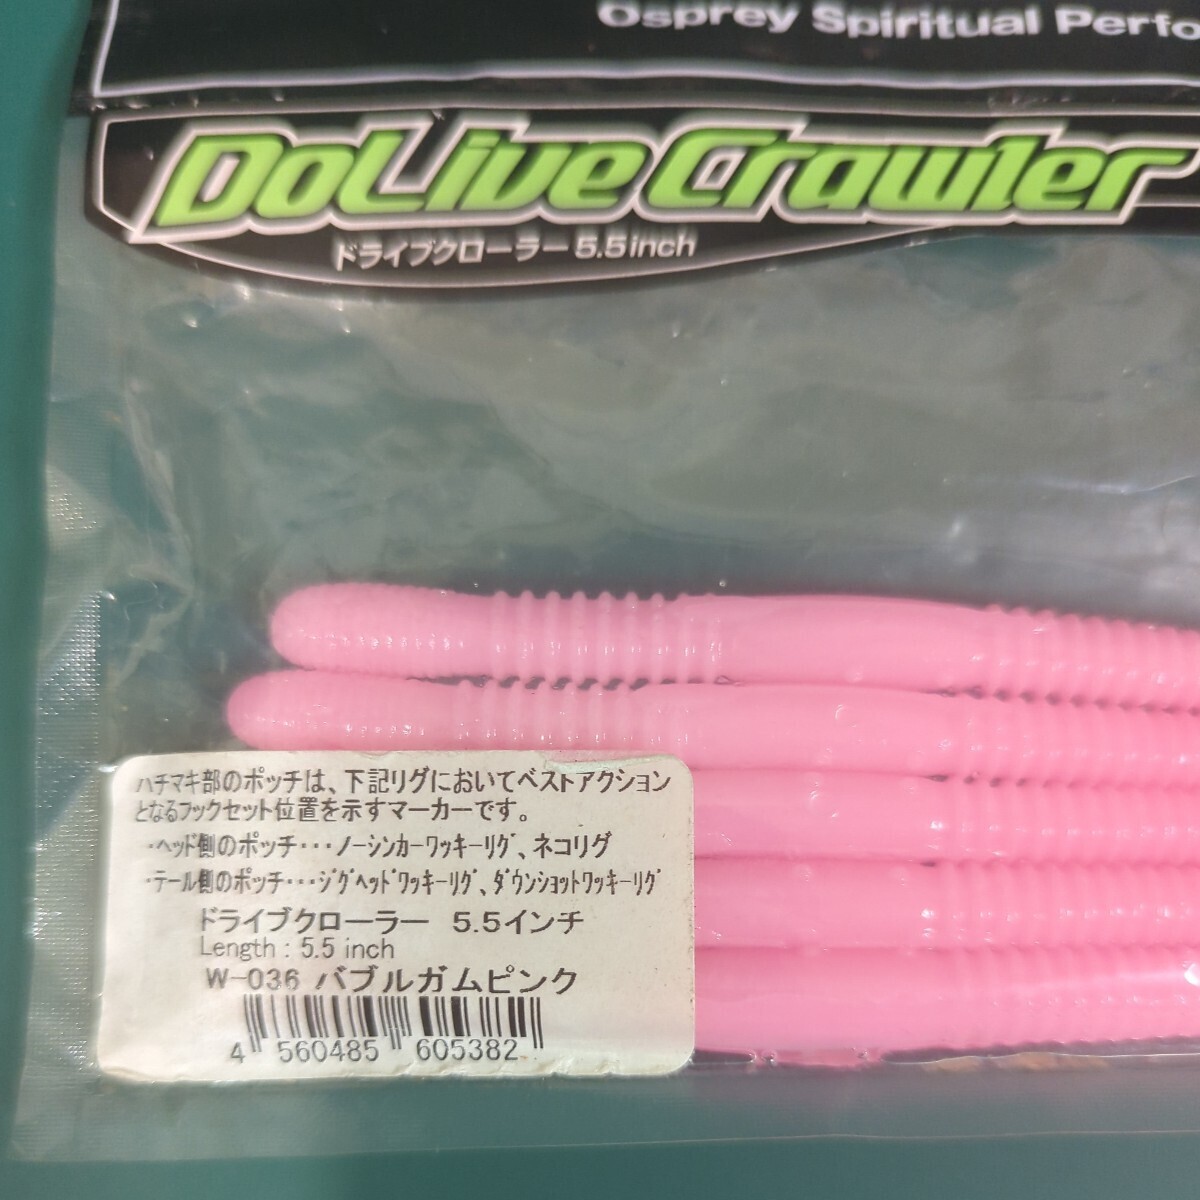 Osprey Spiritual Perfo
DoLive Crawler
ドライブクローラー 5.5inch
ハチマキ部のポッチは、下記リグにおいてベストアクション
となるフックセット位置を示すマーカーです。
・ヘッド側のポッチ・・・ノーシンカーワッキーリグ、ネコリグ
・テール側のポッチ・・・ジグヘッドワッキーリグ、ダウンショットワッキーリグ
ドライブクローラー 5.5インチ
Length : 5.5 inch
W-036 バブルガムピンク
4 560485 605382